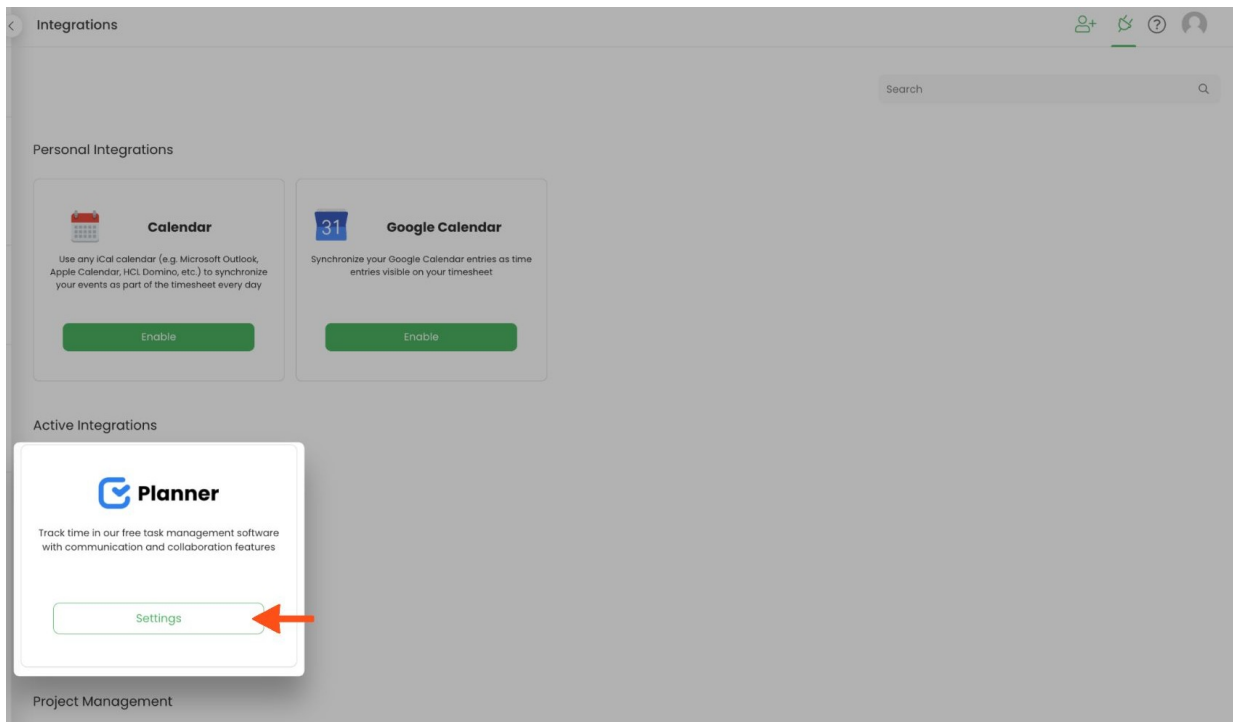 Integrations
Search
Personal Integrations
Calendar
Use any iCal calendar (e.g. Microsoft Outlook,
Apple Calendar, HCL Domino, etc.) to synchronize
your events as part of the timesheet every day
Enable
31
Google Calendar
Synchronize your Google Calendar entries as time
entries visible on your timesheet
Enable
Active Integrations
Planner
Track time in our free task management software
with communication and collaboration features
Settings
Project Management